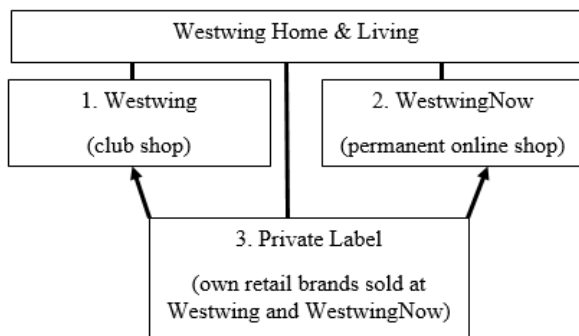 Westwing Home & Living
1. Westwing
(club shop)
2. WestwingNow
(permanent online shop)
3. Private Label
(own retail brands sold at
Westwing and WestwingNow)